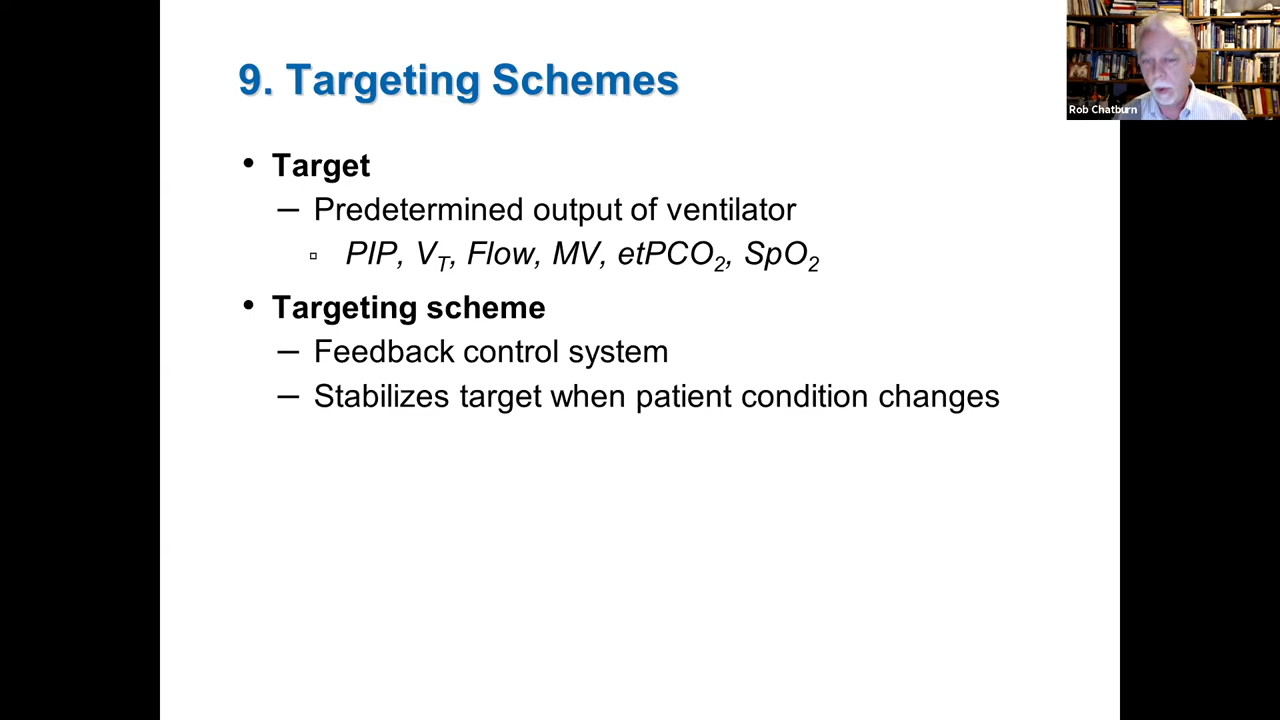 9. Targeting Schemes
Rob Chatburn
• Target
– Predetermined output of ventilator
▫ PIP, V_T, Flow, MV, etPCO₂, SpO₂
• Targeting scheme
– Feedback control system
– Stabilizes target when patient condition changes